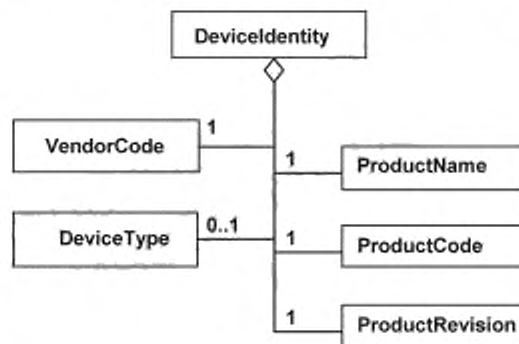 DeviceIdentity
1
VendorCode
1
ProductName
0..1
DeviceType
1
ProductCode
1
ProductRevision